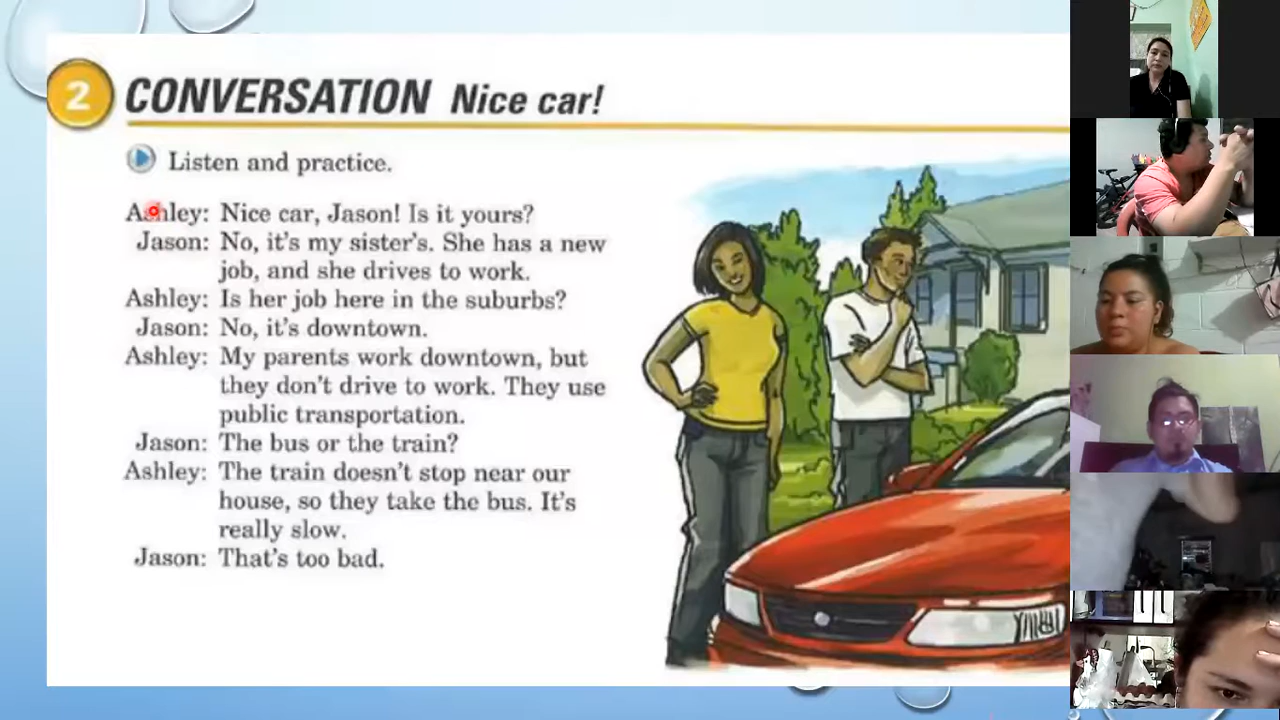 2 CONVERSATION Nice car!
Listen and practice.
Ashley: Nice car, Jason! Is it yours?
Jason: No, it's my sister's. She has a new
job, and she drives to work.
Ashley: Is her job here in the suburbs?
Jason: No, it's downtown.
Ashley: My parents work downtown, but
they don't drive to work. They use
public transportation.
Jason: The bus or the train?
Ashley: The train doesn't stop near our
house, so they take the bus. It's
really slow.
Jason: That's too bad.